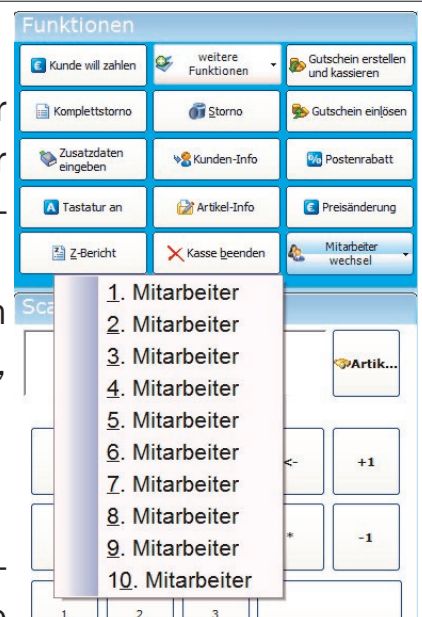 Funktionen
Kunde will zahlen
weitere
Funktionen
Gutschein erstellen
und kassieren
Komplettstorno
Storno
Gutschein einlösen
Zusatzdaten
eingeben
Kunden-Info
Postenrabatt
Tastatur an
Artikel-Info
Preisänderung
Z-Bericht
Kasse beenden
Mitarbeiter
wechsel
Sca
1. Mitarbeiter
2. Mitarbeiter
3. Mitarbeiter
4. Mitarbeiter
5. Mitarbeiter
6. Mitarbeiter
7. Mitarbeiter
8. Mitarbeiter
9. Mitarbeiter
10. Mitarbeiter
Artik...
<- +1
* -1
1 2 3